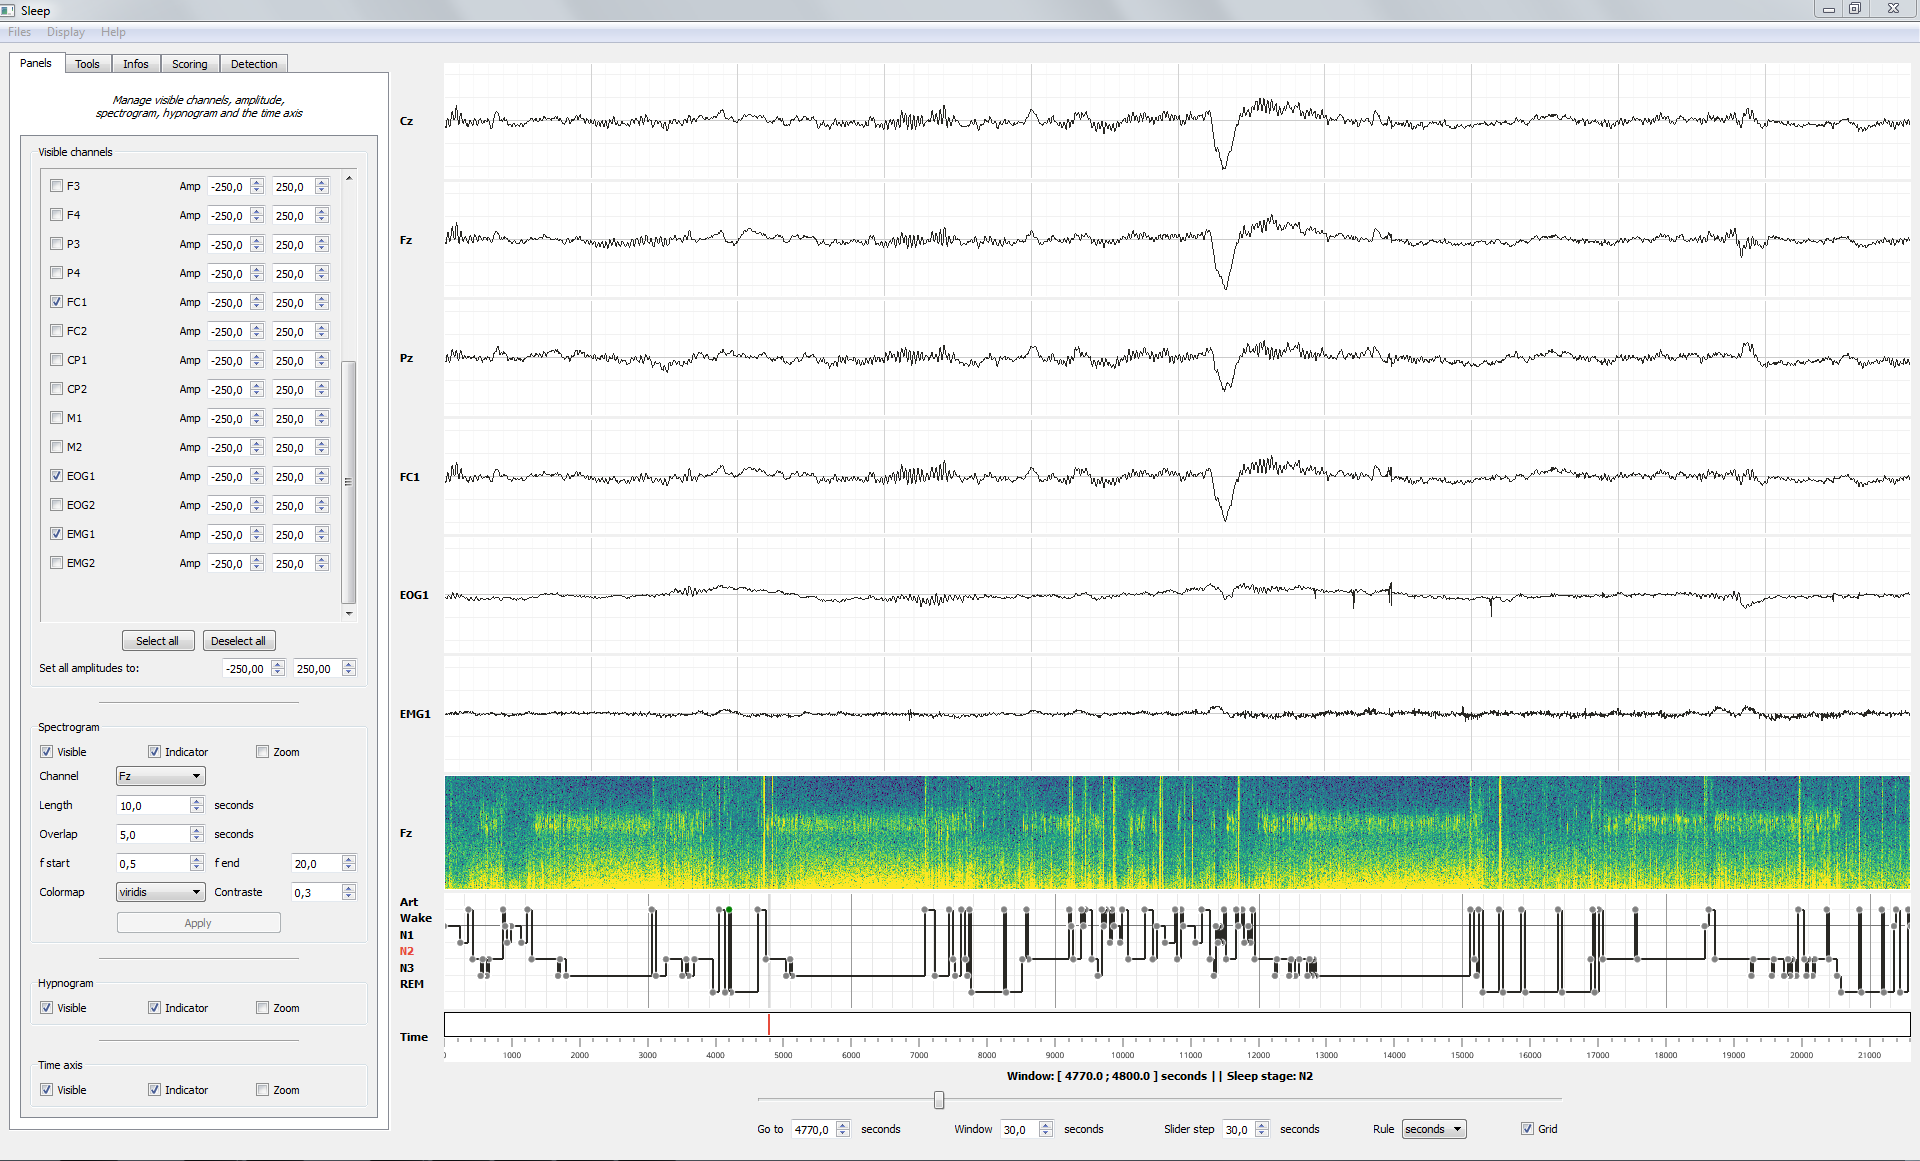 Sleep
Files Display Help
Panels Tools Infos Scoring Detection
Manage visible channels, amplitude,
spectrogram, hypnogram and the time axis
Visible channels
F3 Amp -250,0 250,0
F4 Amp -250,0 250,0
P3 Amp -250,0 250,0
P4 Amp -250,0 250,0
FC1 Amp -250,0 250,0
FC2 Amp -250,0 250,0
CP1 Amp -250,0 250,0
CP2 Amp -250,0 250,0
M1 Amp -250,0 250,0
M2 Amp -250,0 250,0
EOG1 Amp -250,0 250,0
EOG2 Amp -250,0 250,0
EMG1 Amp -250,0 250,0
EMG2 Amp -250,0 250,0
Select all Deselect all
Set all amplitudes to: -250,00 250,00
Spectrogram
Visible Indicator Zoom
Channel Fz
Length 10,0 seconds
Overlap 5,0 seconds
f start 0,5 f end 20,0
Colormap viridis Contraste 0,3
Apply
Hypnogram
Visible Indicator Zoom
Time axis
Visible Indicator Zoom
Cz
Fz
Pz
FC1
EOG1
EMG1
Fz
Art
Wake
N1
N2
N3
REM
Time
0 1000 2000 3000 4000 5000 6000 7000 8000 9000 10000 11000 12000 13000 14000 15000 16000 17000 18000 19000 20000 21000
Window: [ 4770.0 ; 4800.0 ] seconds || Sleep stage: N2
Go to 4770,0 seconds Window 30,0 seconds Slider step 30,0 seconds Rule seconds Grid